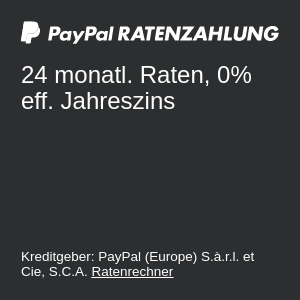 PayPal RATENZAHLUNG
24 monatl. Raten, 0%
eff. Jahreszins
Kreditgeber: PayPal (Europe) S.à.r.l. et
Cie, S.C.A. Ratenrechner